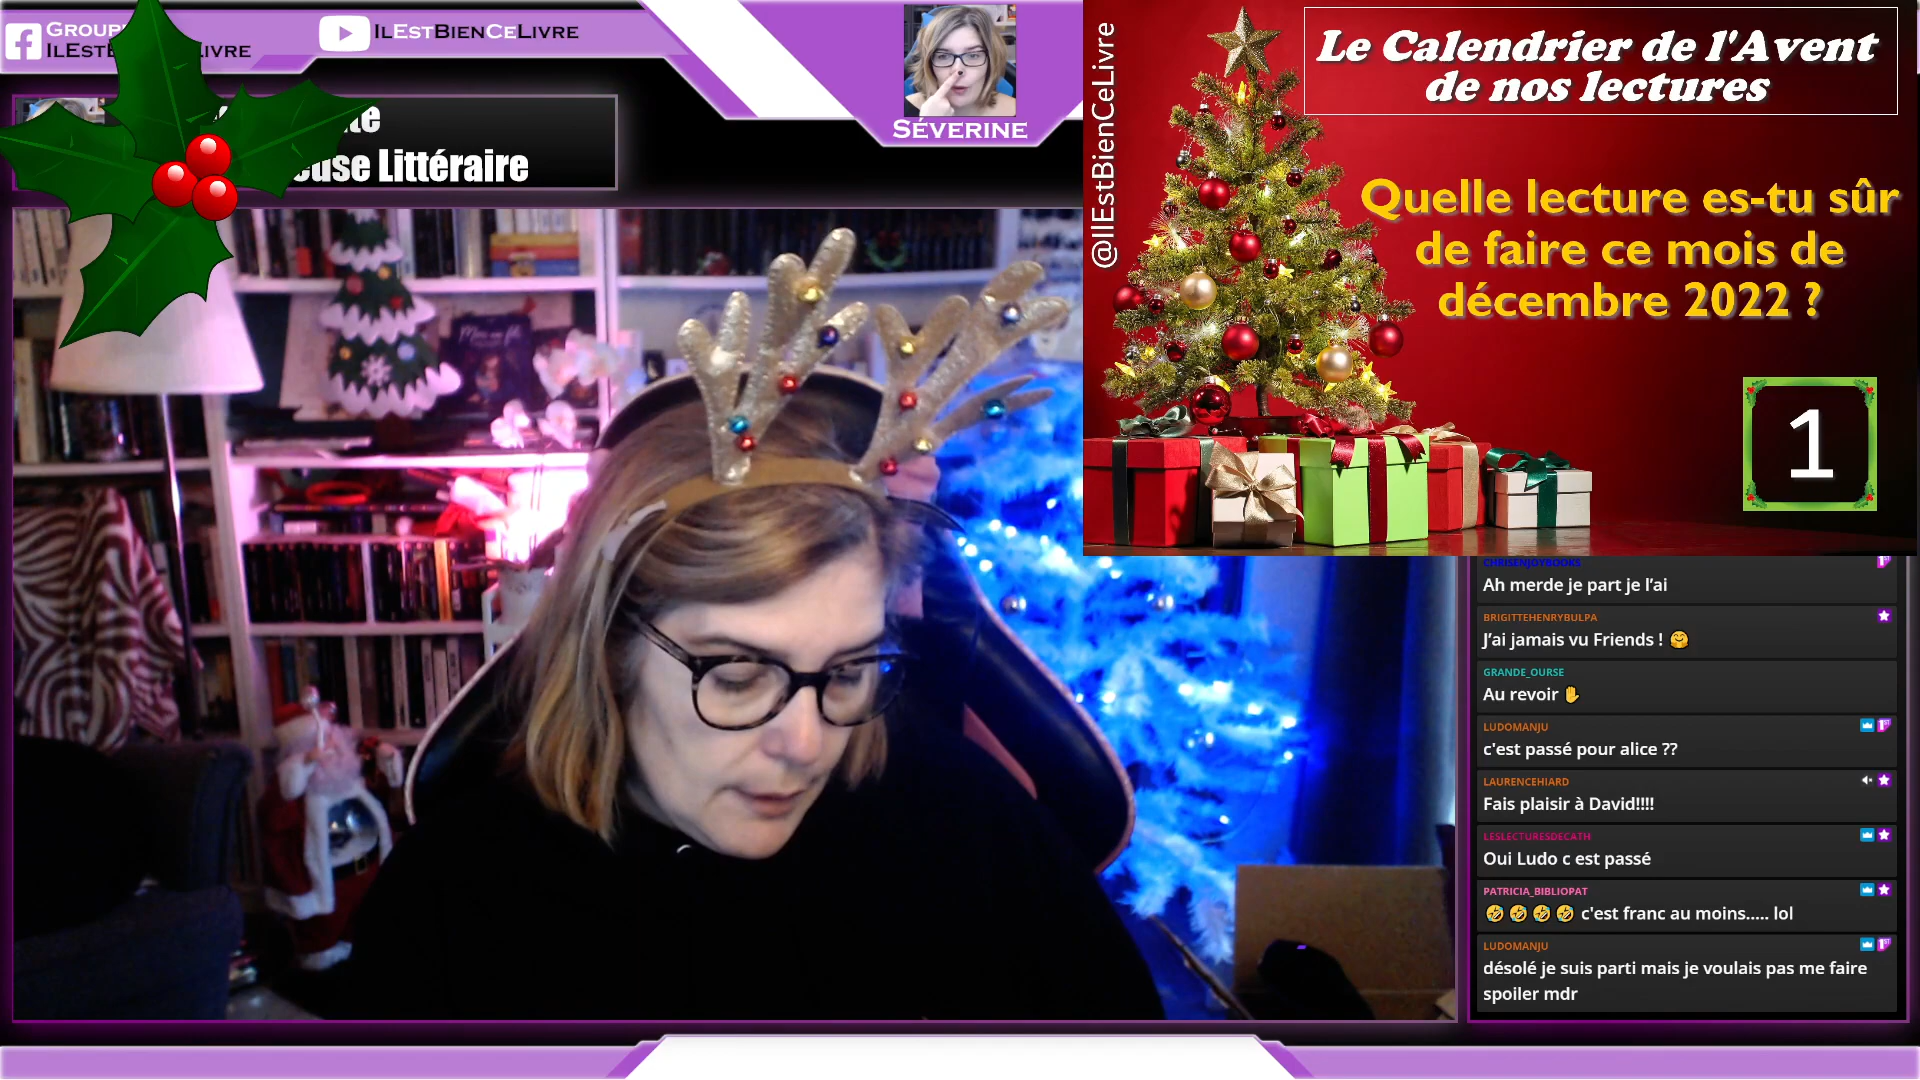 GROUP
ILESTBIENCELIVRE
te
euse Littéraire
SÉVERINE
@IlEstBienCeLivre
Le Calendrier de l'Avent
de nos lectures
Quelle lecture es-tu sûr
de faire ce mois de
décembre 2022 ?
1
CHRISENJOYBOOKS
Ah merde je part je l’ai
BRIGITTEHENRYBULPA
J’ai jamais vu Friends ! 🤗
GRANDE_OURSE
Au revoir ✋
LUDOMANJU
c'est passé pour alice ??
LAURENCEHIARD
Fais plaisir à David!!!!
LESLECTURESDECATH
Oui Ludo c est passé
PATRICIA_BIBLIOPAT
🤣 🤣 🤣 🤣 c'est franc au moins..... lol
LUDOMANJU
désolé je suis parti mais je voulais pas me faire
spoiler mdr